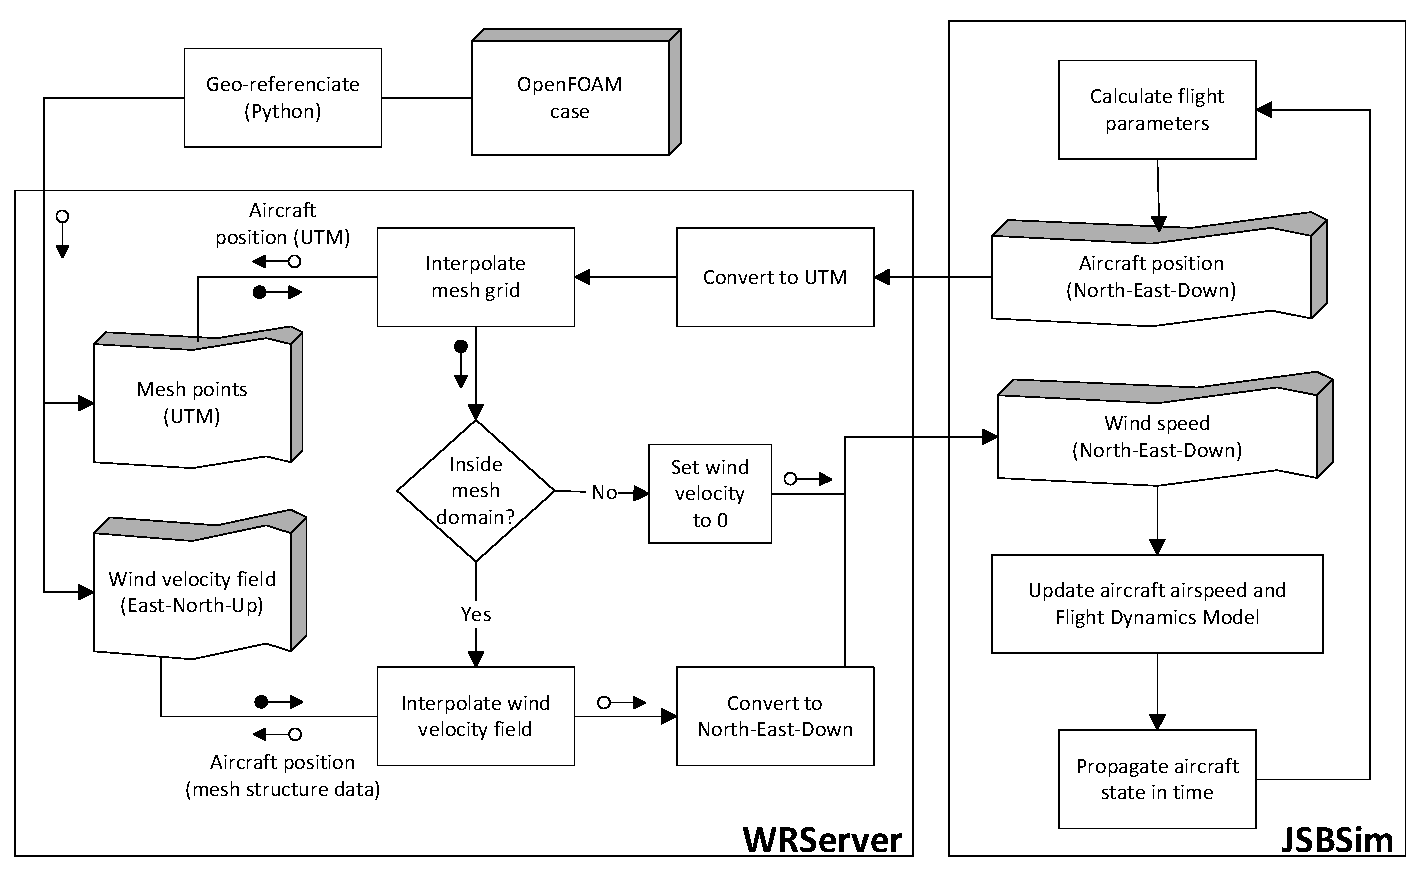 Geo-referenciate
(Python)
OpenFOAM
case
Calculate flight
parameters
Aircraft
position (UTM)
Interpolate
mesh grid
Convert to UTM
Aircraft position
(North-East-Down)
Mesh points
(UTM)
Wind speed
(North-East-Down)
Inside
mesh
domain?
No
Set wind
velocity
to 0
Wind velocity field
(East-North-Up)
Yes
Update aircraft airspeed and
Flight Dynamics Model
Interpolate wind
velocity field
Convert to
North-East-Down
Aircraft position
(mesh structure data)
Propagate aircraft
state in time
WRServer
JSBSim